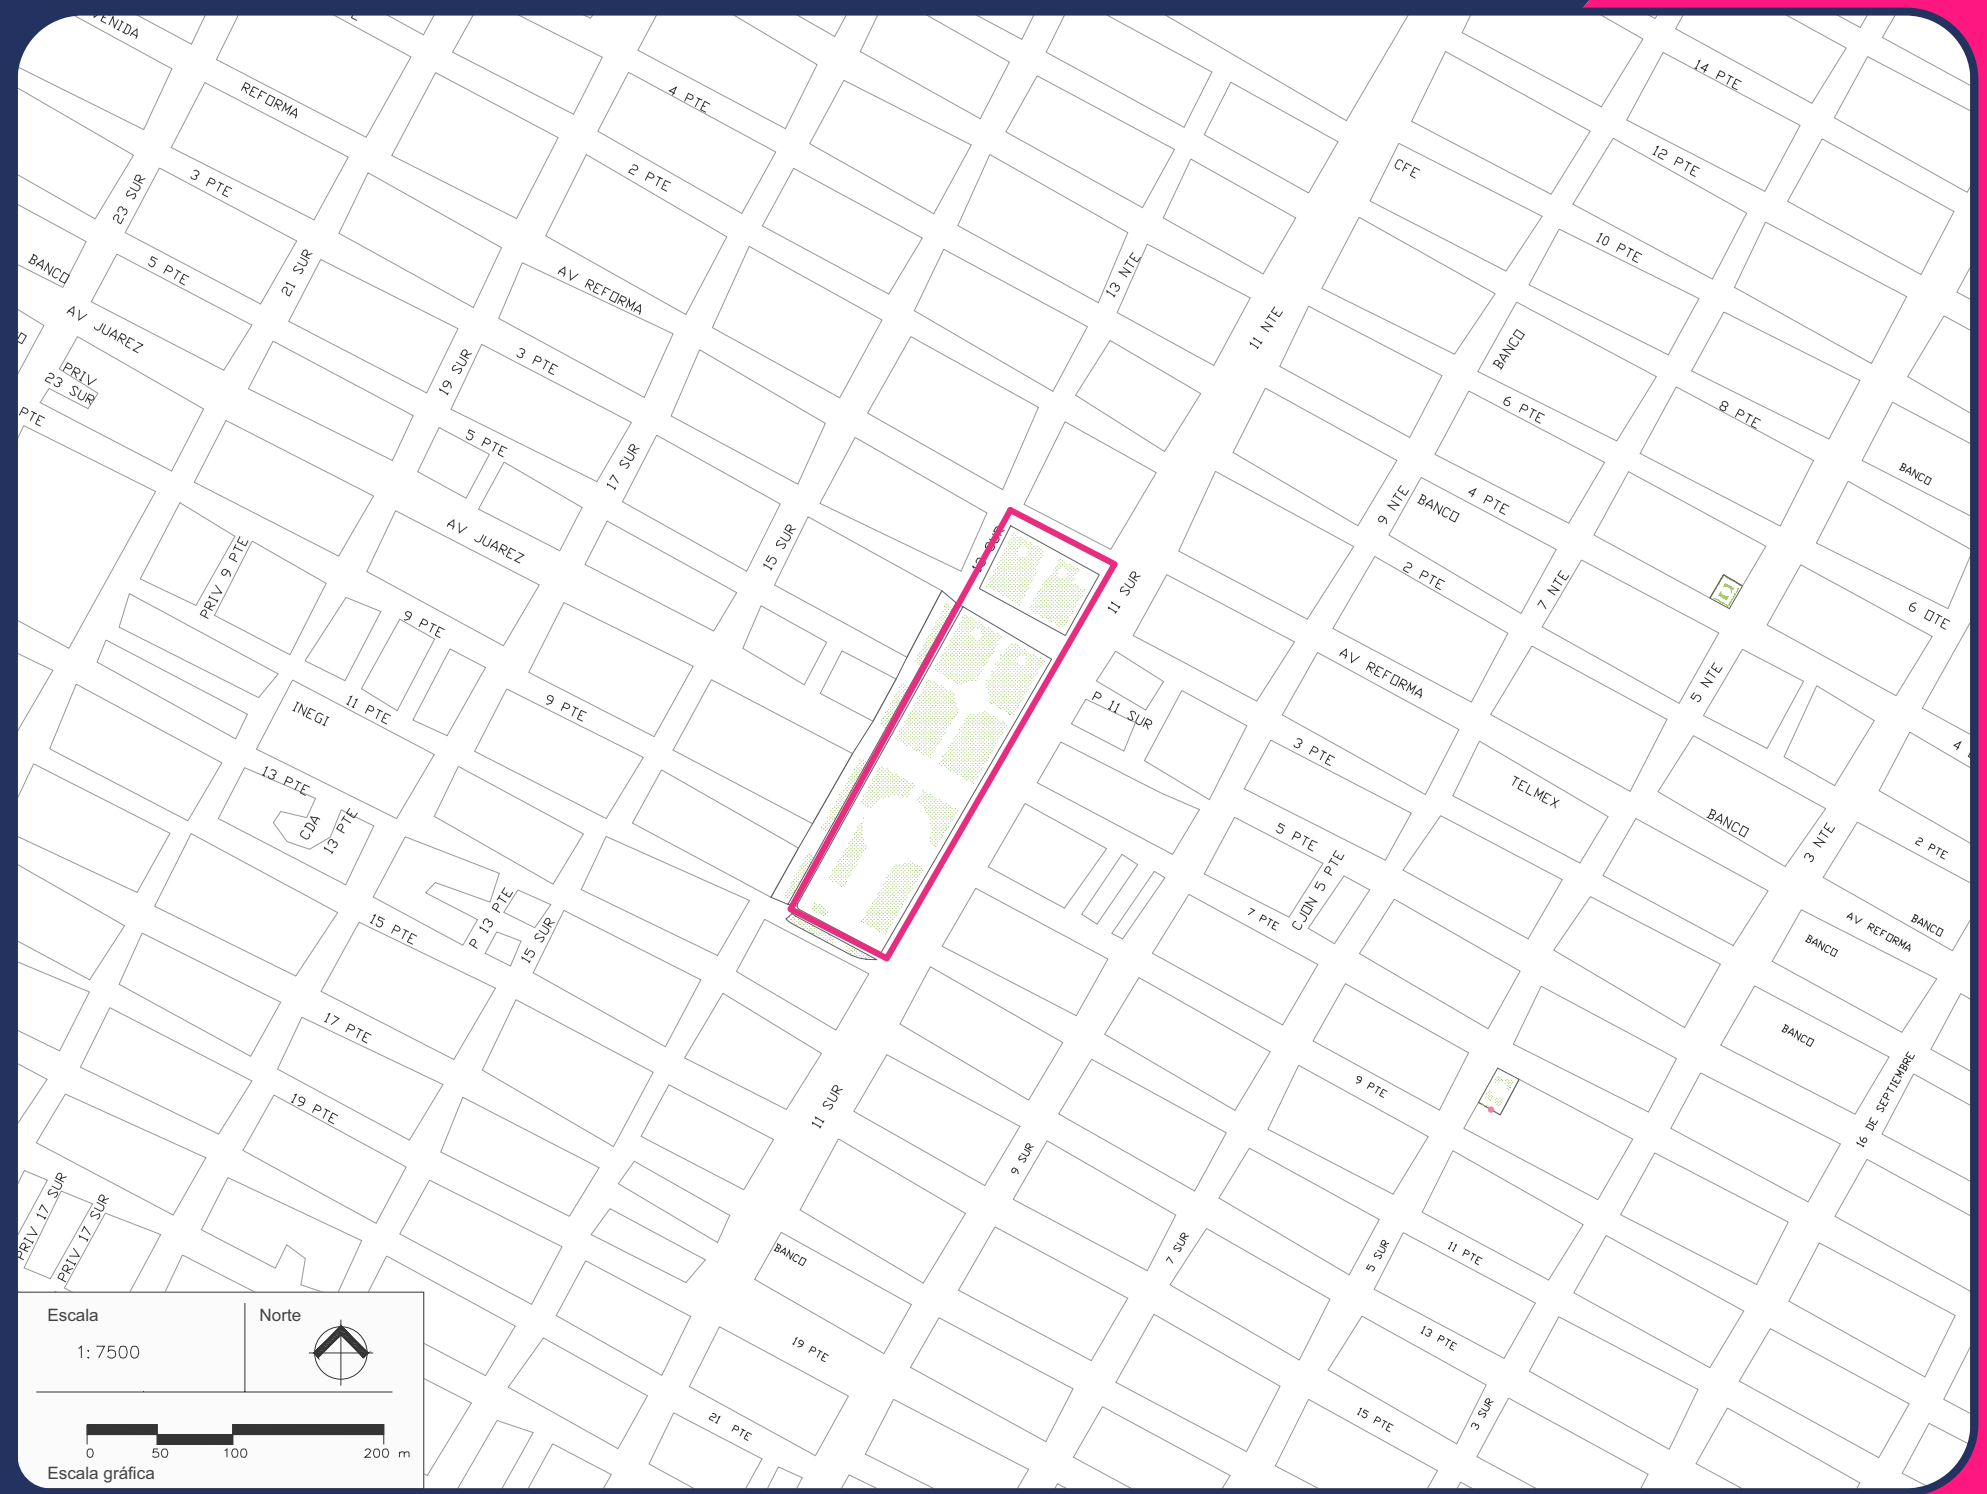 VENIDA
REFORMA
4 PTE
14 PTE
12 PTE
CFE
3 PTE
2 PTE
23 SUR
10 PTE
BANCO
5 PTE
21 SUR
AV REFORMA
13 NTE
11 NTE
AV JUAREZ
BANCO
PRIV
23 SUR
PTE
19 SUR
3 PTE
6 PTE
8 PTE
5 PTE
17 SUR
BANCO
9 NTE
BANCO
4 PTE
AV JUAREZ
15 SUR
13 SUR
PRIV 9 PTE
11 SUR
2 PTE
7 NTE
6 OTE
9 PTE
AV REFORMA
5 NTE
INEGI
11 PTE
9 PTE
P 11 SUR
3 PTE
4
13 PTE
TELMEX
CDA
13 PTE
5 PTE
BANCO
3 NTE
2 PTE
CJON 5 PTE
15 PTE
P 13 PTE
15 SUR
7 PTE
AV REFORMA
BANCO
BANCO
17 PTE
BANCO
19 PTE
11 SUR
9 PTE
16 DE SEPTIEMBRE
9 SUR
PRIV 17 SUR
PRIV 17 SUR
BANCO
7 SUR
5 SUR
11 PTE
19 PTE
13 PTE
21 PTE
15 PTE
3 SUR
Escala
Norte
1: 7500
0 50 100 200 m
Escala gráfica